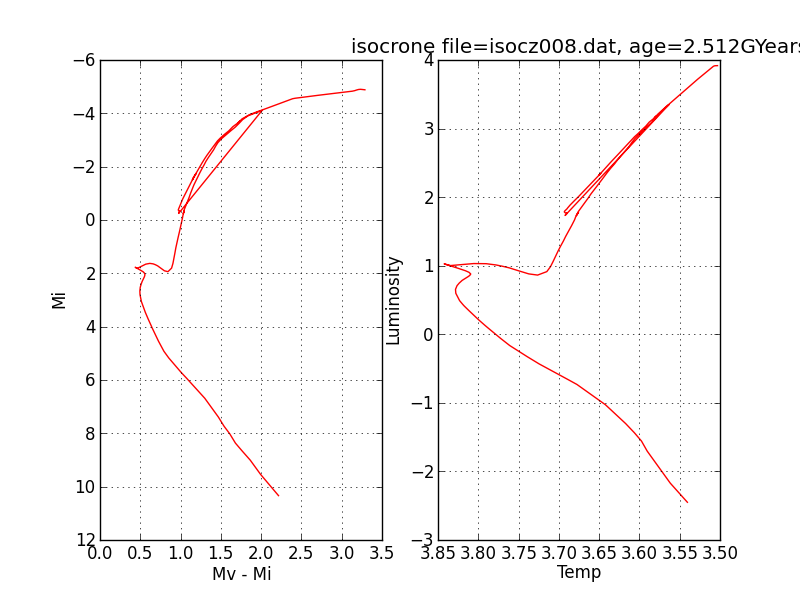 isocrone file=isocz008.dat, age=2.512GYears
−6
−4
−2
0
2
4
6
8
10
12
Mi
0.0 0.5 1.0 1.5 2.0 2.5 3.0 3.5
Mv - Mi
4
3
2
1
0
−1
−2
−3
Luminosity
3.85 3.80 3.75 3.70 3.65 3.60 3.55 3.50
Temp